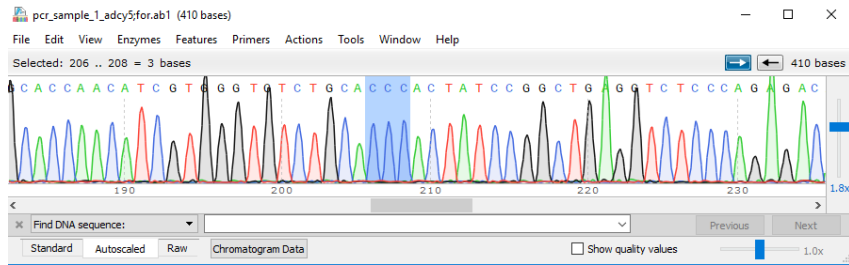 pcr_sample_1_adcy5;for.ab1 (410 bases)
File Edit View Enzymes Features Primers Actions Tools Window Help
Selected: 206 .. 208 = 3 bases 410 bases
G C A C C A A C A T C G T G G G T G T C T G C A C C C A C T A T C C G G C T G A G G T C T C C C A G A G A C
190 200 210 220 230
1.8x
Find DNA sequence: Previous Next
Standard Autoscaled Raw Chromatogram Data Show quality values 1.0x